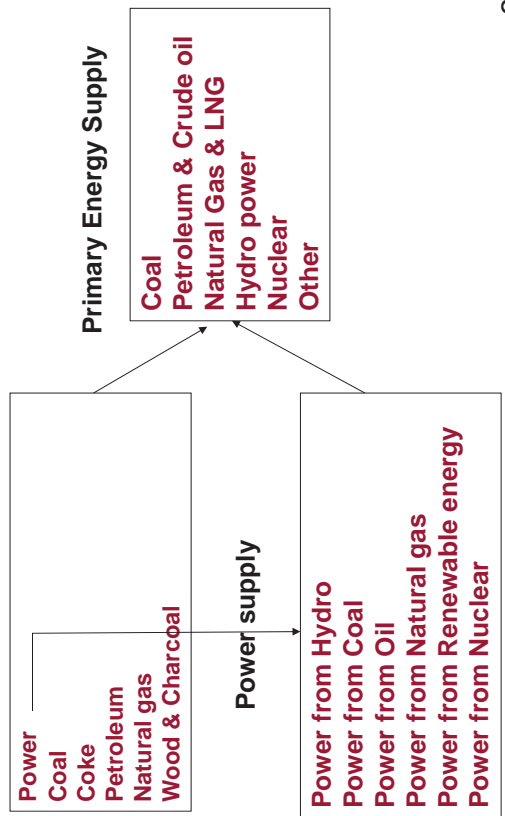 Power
Coal
Coke
Petroleum
Natural gas
Wood & Charcoal
Power supply
Power from Hydro
Power from Coal
Power from Oil
Power from Natural gas
Power from Renewable energy
Power from Nuclear
Primary Energy Supply
Coal
Petroleum & Crude oil
Natural Gas & LNG
Hydro power
Nuclear
Other